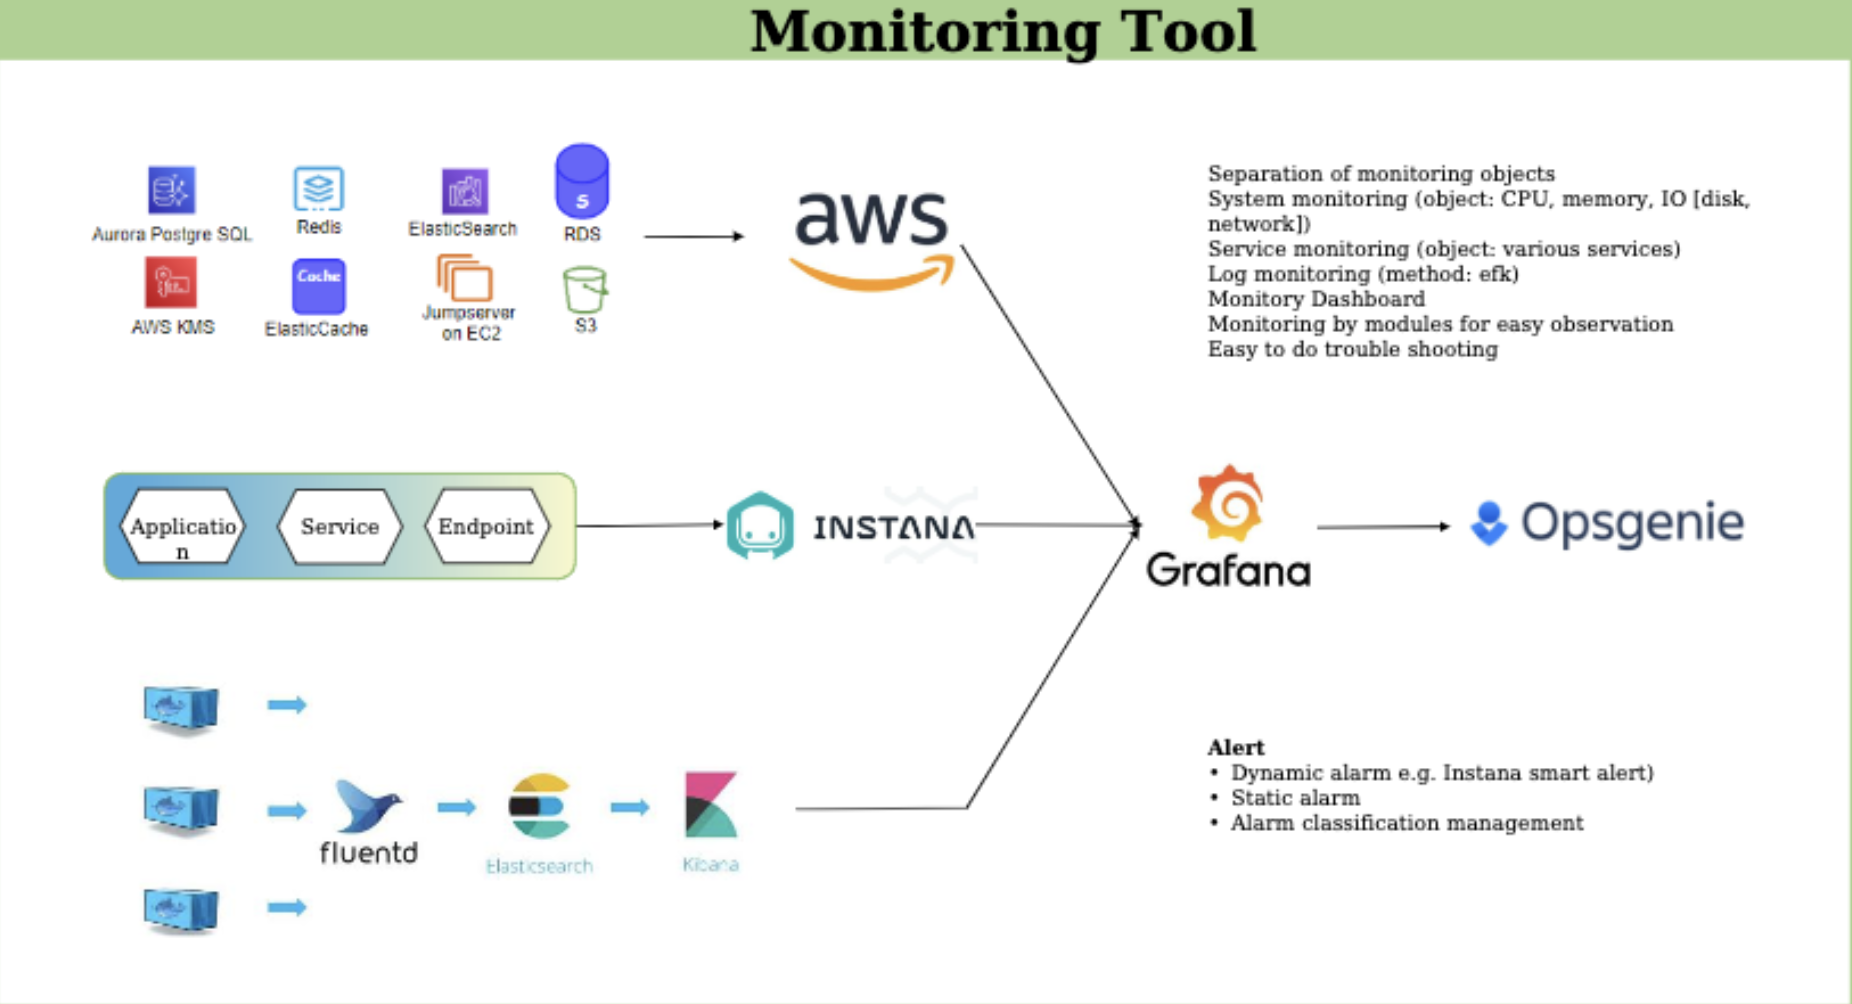 Monitoring Tool
Aurora Postgre SQL
Redis
ElasticSearch
S
RDS
AWS KMS
Cache
ElasticCache
Jumpserver
on EC2
S3
aws
Separation of monitoring objects
System monitoring (object: CPU, memory, IO [disk,
network])
Service monitoring (object: various services)
Log monitoring (method: efk)
Monitory Dashboard
Monitoring by modules for easy observation
Easy to do trouble shooting
Applicatio
n
Service
Endpoint
INSTANA
Grafana
Opsgenie
fluentd
Elasticsearch
Kibana
Alert
• Dynamic alarm e.g. Instana smart alert)
• Static alarm
• Alarm classification management